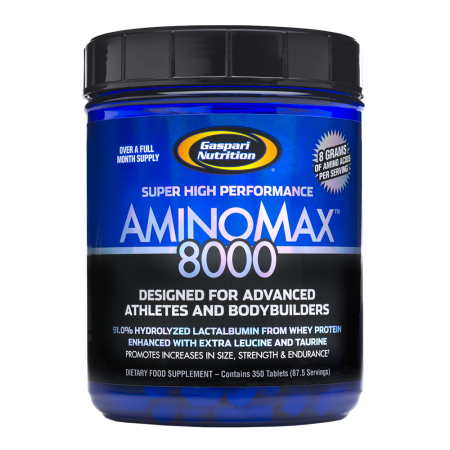 Gaspari
Nutrition
OVER A FULL
MONTH SUPPLY
8 GRAMS
OF AMINO ACIDS
PER SERVING
SUPER HIGH PERFORMANCE
AMINOMAX™
8000
DESIGNED FOR ADVANCED
ATHLETES AND BODYBUILDERS
91.0% HYDROLYZED LACTALBUMIN FROM WHEY PROTEIN
ENHANCED WITH EXTRA LEUCINE AND TAURINE
PROMOTES INCREASES IN SIZE, STRENGTH & ENDURANCE†
DIETARY FOOD SUPPLEMENT – Contains 350 Tablets (87.5 Servings)